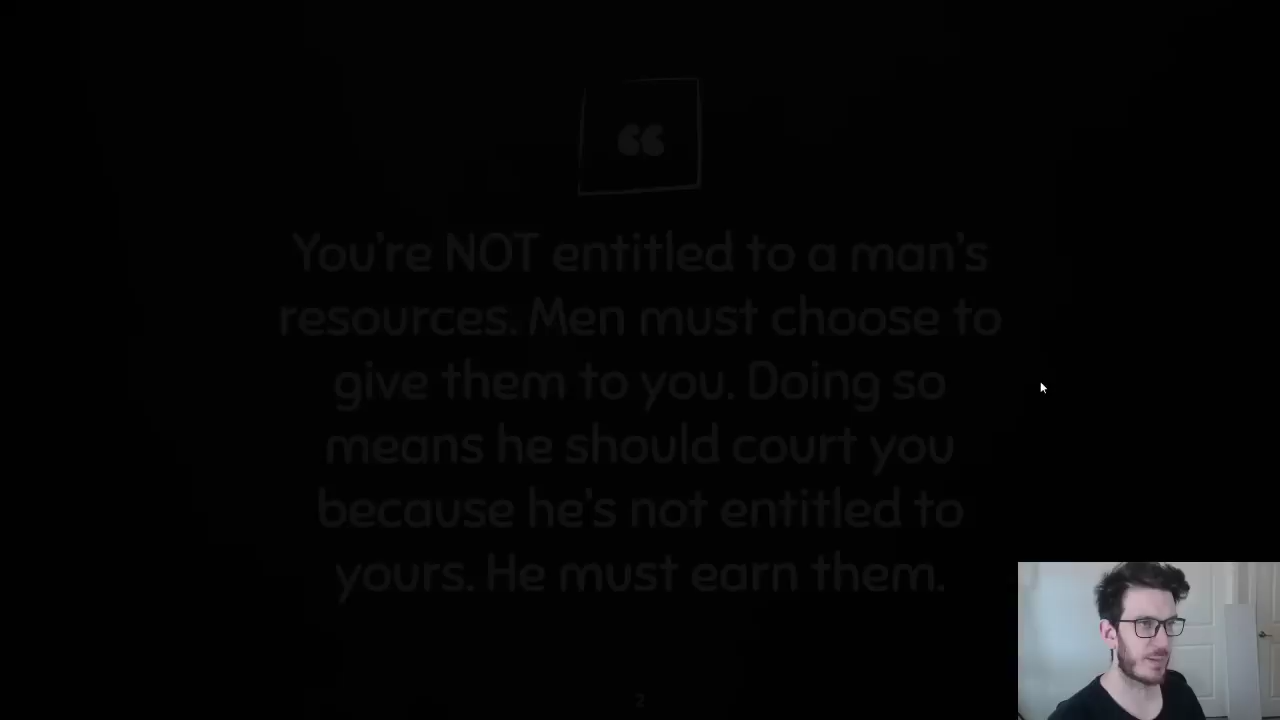 “
You're NOT entitled to a man's
resources. Men must choose to
give them to you. Doing so
means he should court you
because he's not entitled to
yours. He must earn them.
2